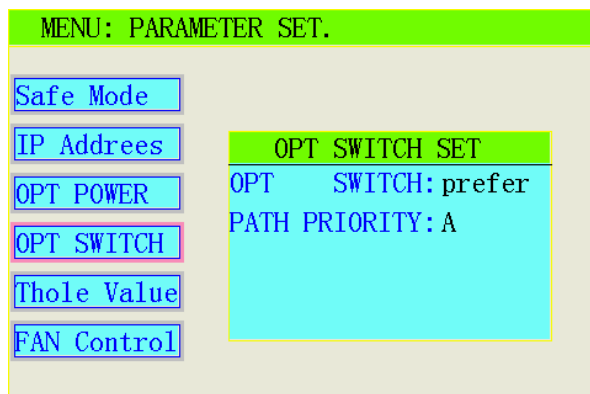 MENU: PARAMETER SET.
Safe Mode
IP Addrees
OPT POWER
OPT SWITCH
Thole Value
FAN Control
OPT SWITCH SET
OPT SWITCH: prefer
PATH PRIORITY: A